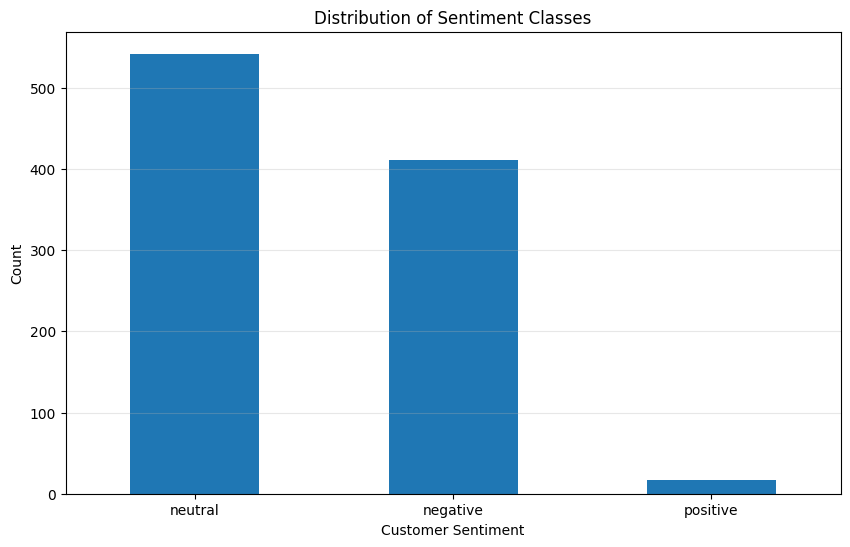 Distribution of Sentiment Classes
Count
500
400
300
200
100
0
neutral negative positive
Customer Sentiment